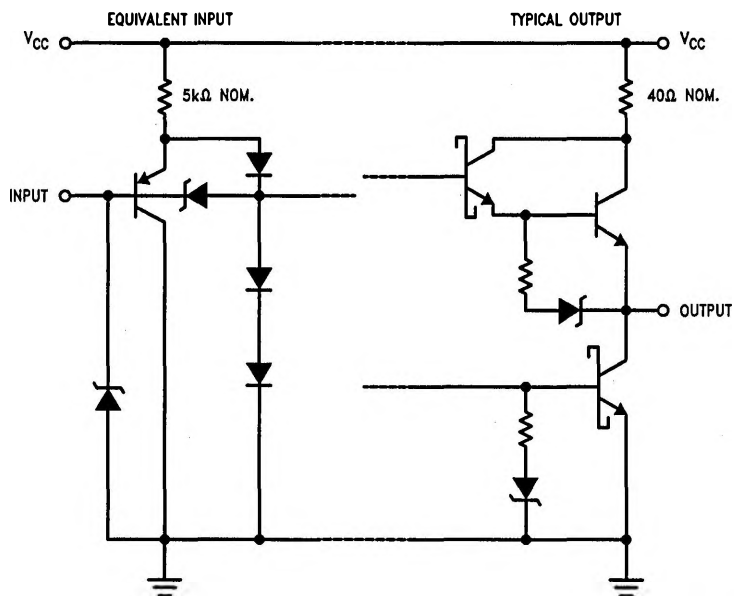 EQUIVALENT INPUT
TYPICAL OUTPUT
VCC
VCC
5kΩ NOM.
40Ω NOM.
INPUT
OUTPUT